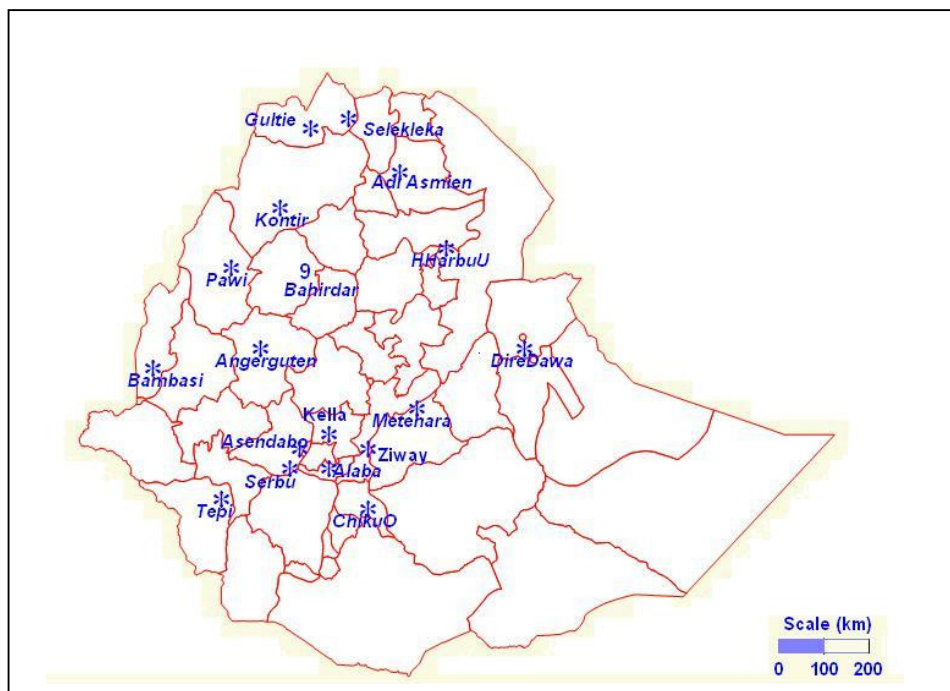 Gultie
Selekleka
Adi Asmien
Kontir
HKarbuU
Pawi
9
Bahirdar
Angerguten
DireDawa
Bambasi
Kella
Metehara
Asendabo
Ziway
Serbu
Alaba
Tepi
ChikuO
Scale (km)
0 100 200